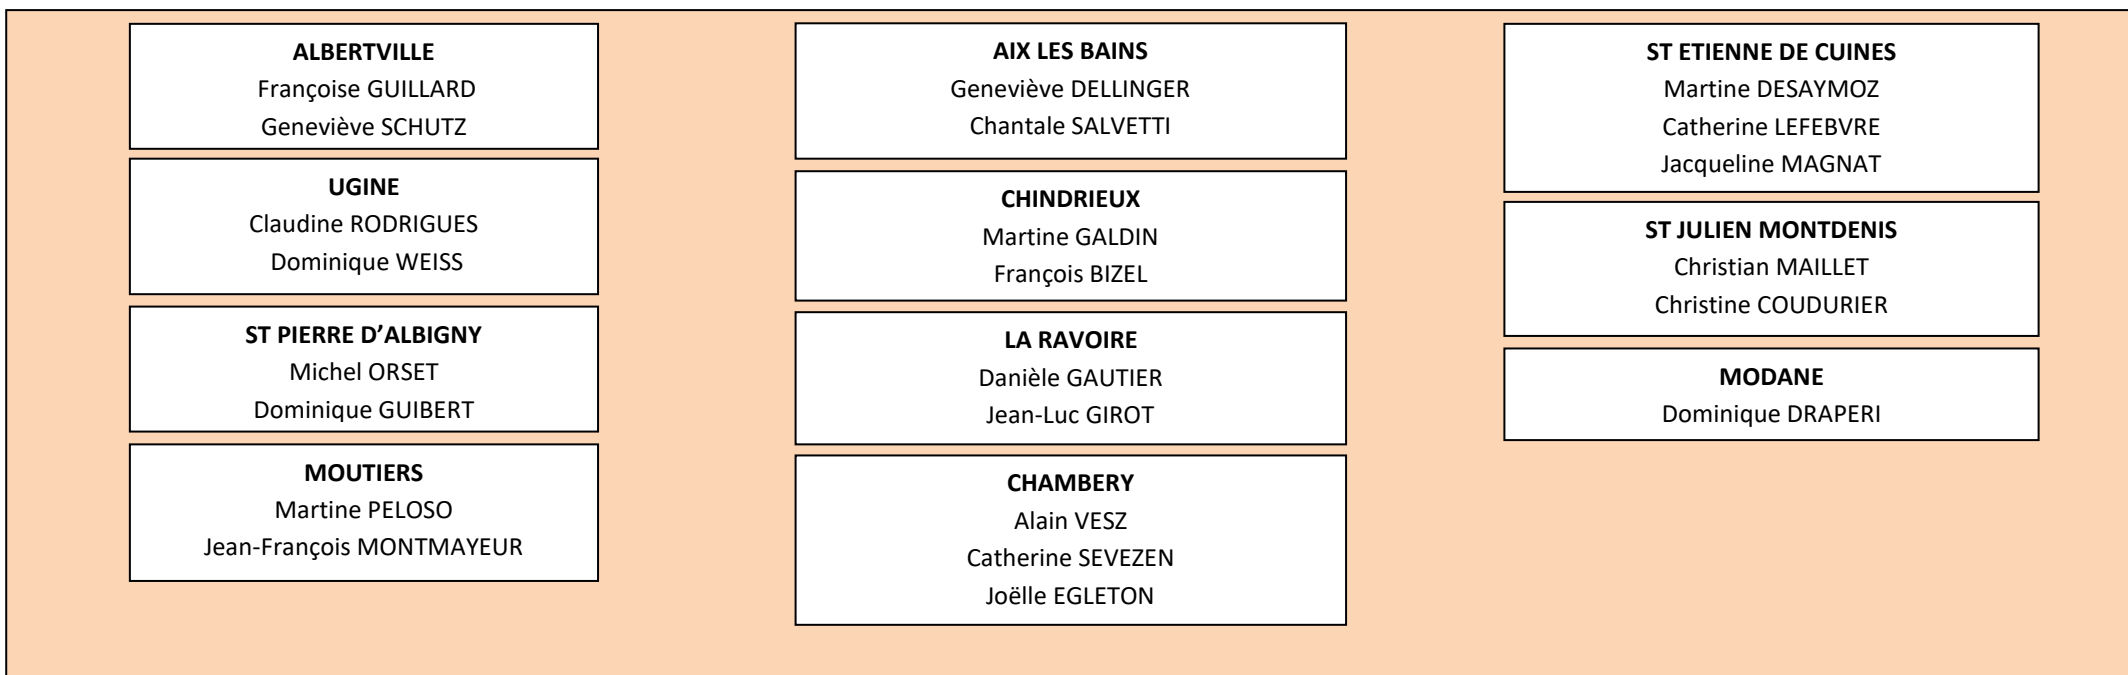 ALBERTVILLE
Françoise GUILLARD
Geneviève SCHUTZ
UGINE
Claudine RODRIGUES
Dominique WEISS
ST PIERRE D’ALBIGNY
Michel ORSET
Dominique GUIBERT
MOUTIERS
Martine PELOSO
Jean-François MONTMAYEUR
AIX LES BAINS
Geneviève DELLINGER
Chantale SALVETTI
CHINDRIEUX
Martine GALDIN
François BIZEL
LA RAVOIRE
Danièle GAUTIER
Jean-Luc GIROT
CHAMBERY
Alain VESZ
Catherine SEVEZEN
Joëlle EGLETON
ST ETIENNE DE CUINES
Martine DESAYMOZ
Catherine LEFEBVRE
Jacqueline MAGNAT
ST JULIEN MONTDENIS
Christian MAILLET
Christine COUDURIER
MODANE
Dominique DRAPERI